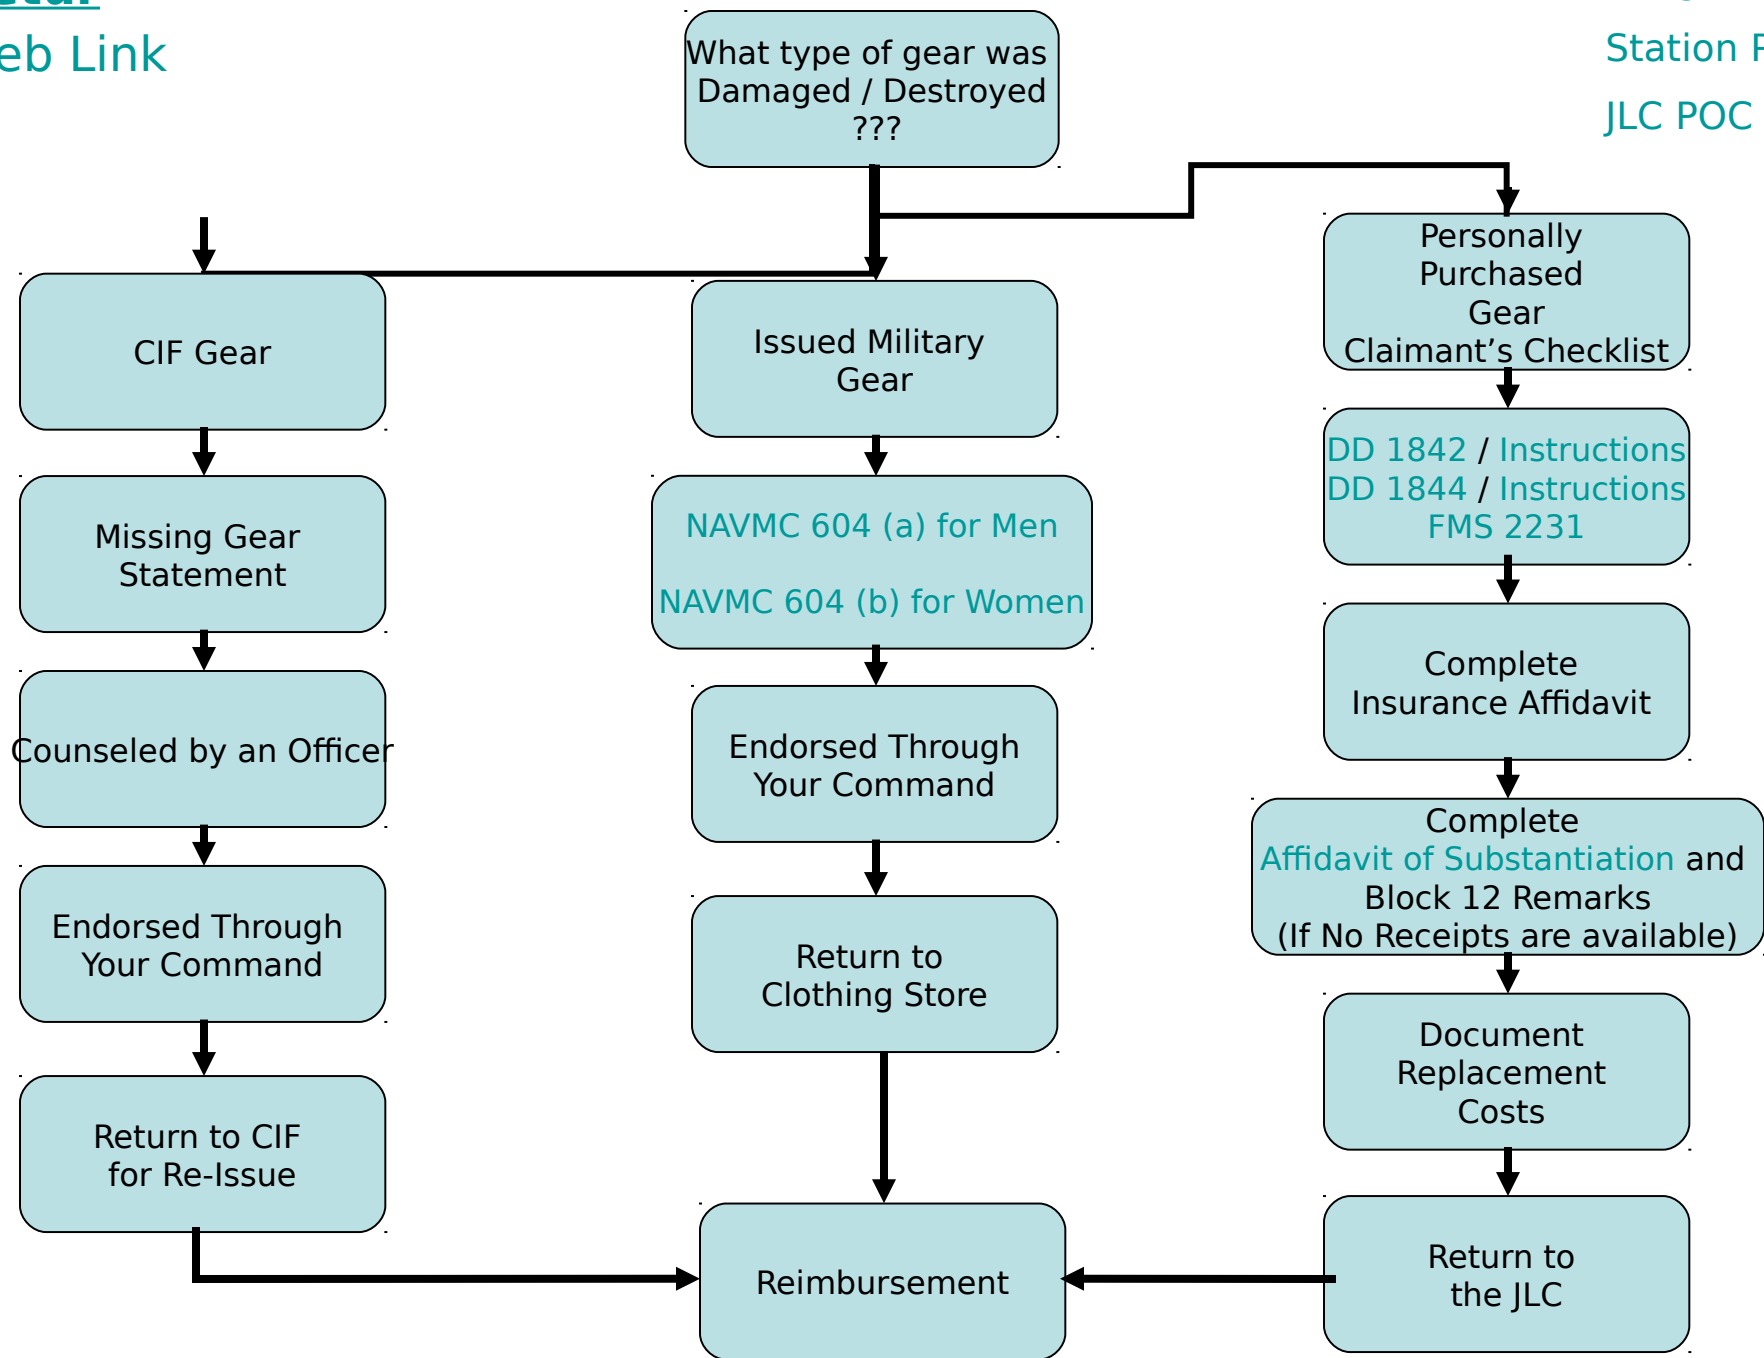 eb Link
Station
JLC POC
What type of gear was
Damaged / Destroyed
???
CIF Gear
Missing Gear
Statement
Counseled by an Officer
Endorsed Through
Your Command
Return to CIF
for Re-Issue
Issued Military
Gear
NAVMC 604 (a) for Men
NAVMC 604 (b) for Women
Endorsed Through
Your Command
Return to
Clothing Store
Reimbursement
Personally
Purchased
Gear
Claimant’s Checklist
DD 1842 / Instructions
DD 1844 / Instructions
FMS 2231
Complete
Insurance Affidavit
Complete
Affidavit of Substantiation and
Block 12 Remarks
(If No Receipts are available)
Document
Replacement
Costs
Return to
the JLC